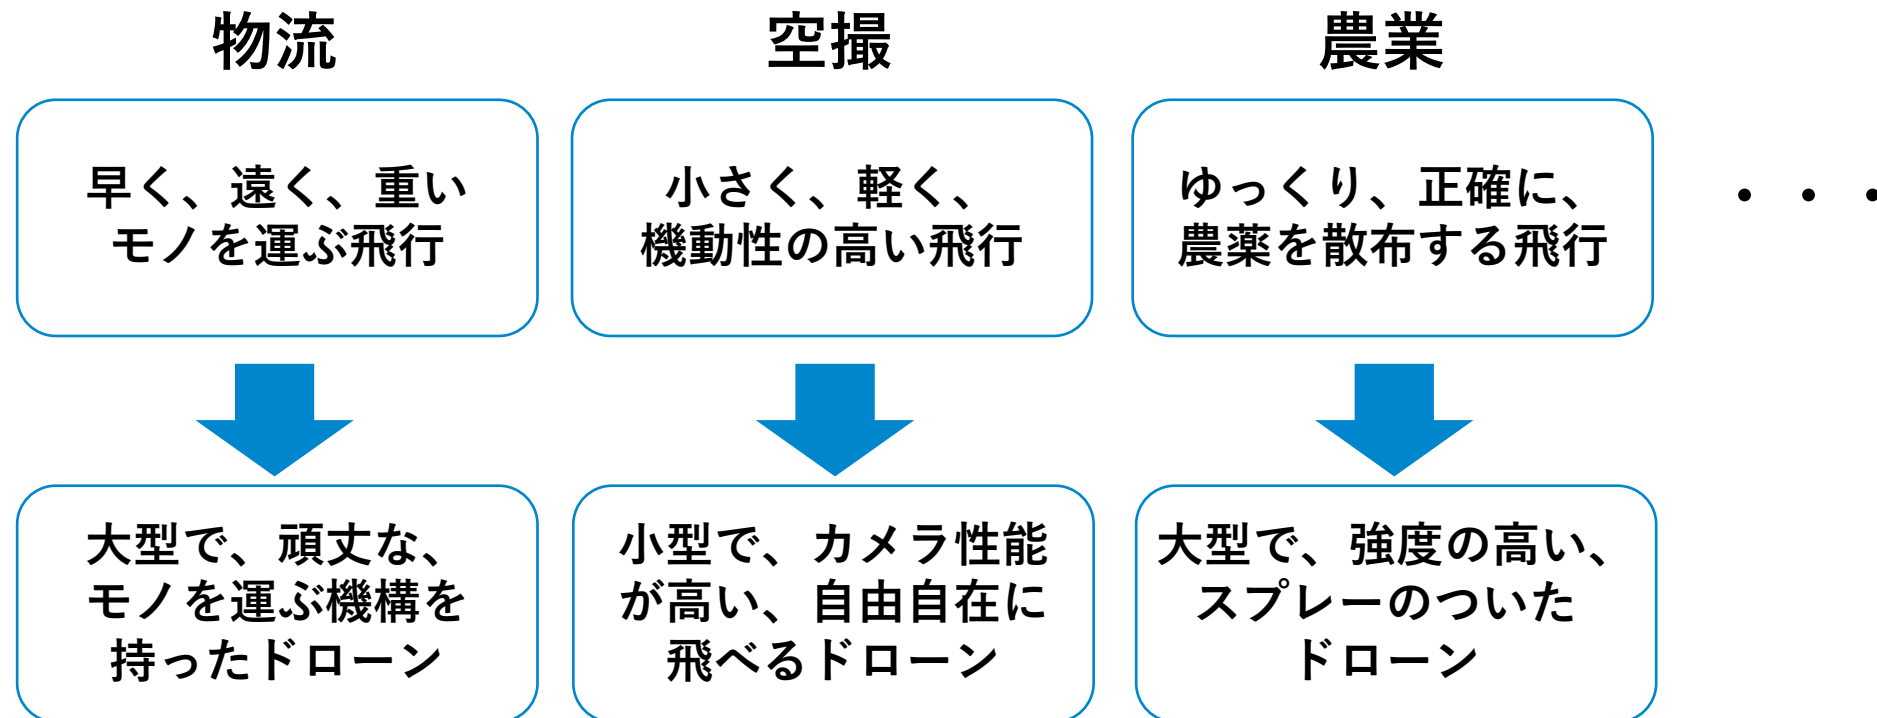 物流
早く、遠く、重い
モノを運ぶ飛行
大型で、頑丈な、
モノを運ぶ機構を
持ったドローン
空撮
小さく、軽く、
機動性の高い飛行
小型で、カメラ性能
が高い、自由自在に
飛べるドローン
農業
ゆっくり、正確に、
農薬を散布する飛行
大型で、強度の高い、
スプレーのついた
ドローン
・・・